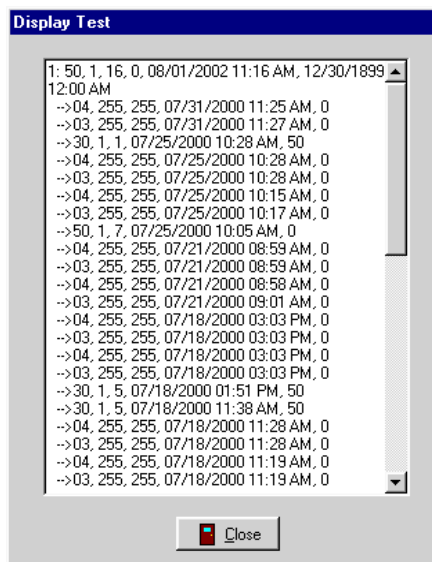 Display Test
1: 50, 1, 16, 0, 08/01/2002 11:16 AM, 12/30/1899
12:00 AM
-->04, 255, 255, 07/31/2000 11:25 AM, 0
-->03, 255, 255, 07/31/2000 11:27 AM, 0
-->30, 1, 1, 07/25/2000 10:28 AM, 50
-->04, 255, 255, 07/25/2000 10:28 AM, 0
-->03, 255, 255, 07/25/2000 10:28 AM, 0
-->04, 255, 255, 07/25/2000 10:15 AM, 0
-->03, 255, 255, 07/25/2000 10:17 AM, 0
-->50, 1, 7, 07/25/2000 10:05 AM, 0
-->04, 255, 255, 07/21/2000 08:59 AM, 0
-->03, 255, 255, 07/21/2000 08:59 AM, 0
-->04, 255, 255, 07/21/2000 08:58 AM, 0
-->03, 255, 255, 07/21/2000 09:01 AM, 0
-->04, 255, 255, 07/18/2000 03:03 PM, 0
-->03, 255, 255, 07/18/2000 03:03 PM, 0
-->04, 255, 255, 07/18/2000 03:03 PM, 0
-->03, 255, 255, 07/18/2000 03:03 PM, 0
-->30, 1, 5, 07/18/2000 01:51 PM, 50
-->30, 1, 5, 07/18/2000 11:38 AM, 50
-->04, 255, 255, 07/18/2000 11:28 AM, 0
-->03, 255, 255, 07/18/2000 11:28 AM, 0
-->04, 255, 255, 07/18/2000 11:19 AM, 0
-->03, 255, 255, 07/18/2000 11:19 AM, 0
Close